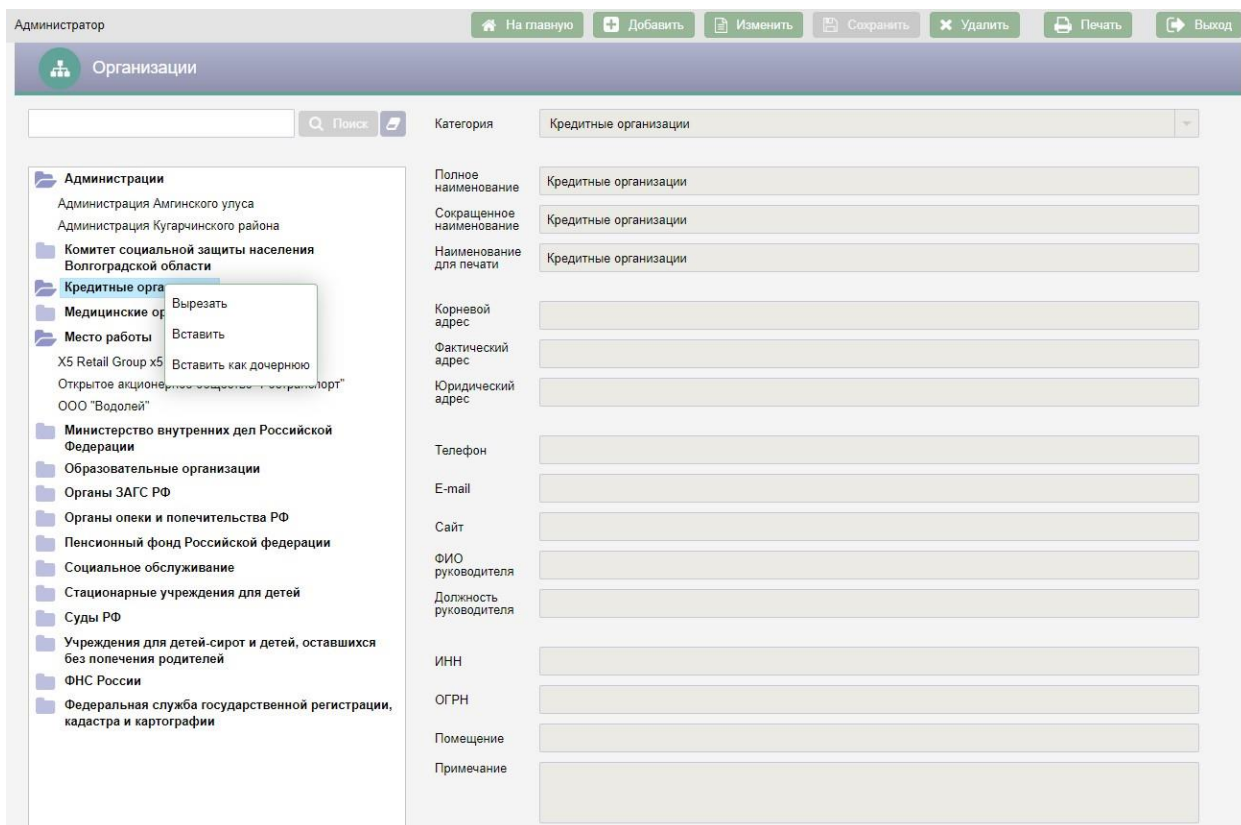 Администратор
На главную
Добавить
Изменить
Сохранить
Удалить
Печать
Выход
Организации
Поиск
Администрации
Администрация Амгинского улуса
Администрация Кугарчинского района
Комитет социальной защиты населения
Волгоградской области
Кредитные орга
Медицинские ор
Место работы
X5 Retail Group x5
Открытое акционерное общество "Ространспорт"
ООО "Водолей"
Министерство внутренних дел Российской
Федерации
Образовательные организации
Органы ЗАГС РФ
Органы опеки и попечительства РФ
Пенсионный фонд Российской федерации
Социальное обслуживание
Стационарные учреждения для детей
Суды РФ
Учреждения для детей-сирот и детей, оставшихся
без попечения родителей
ФНС России
Федеральная служба государственной регистрации,
кадастра и картографии
Вырезать
Вставить
Вставить как дочернюю
Категория
Кредитные организации
Полное
наименование
Кредитные организации
Сокращенное
наименование
Кредитные организации
Наименование
для печати
Кредитные организации
Корневой
адрес
Фактический
адрес
Юридический
адрес
Телефон
E-mail
Сайт
ФИО
руководителя
Должность
руководителя
ИНН
ОГРН
Помещение
Примечание